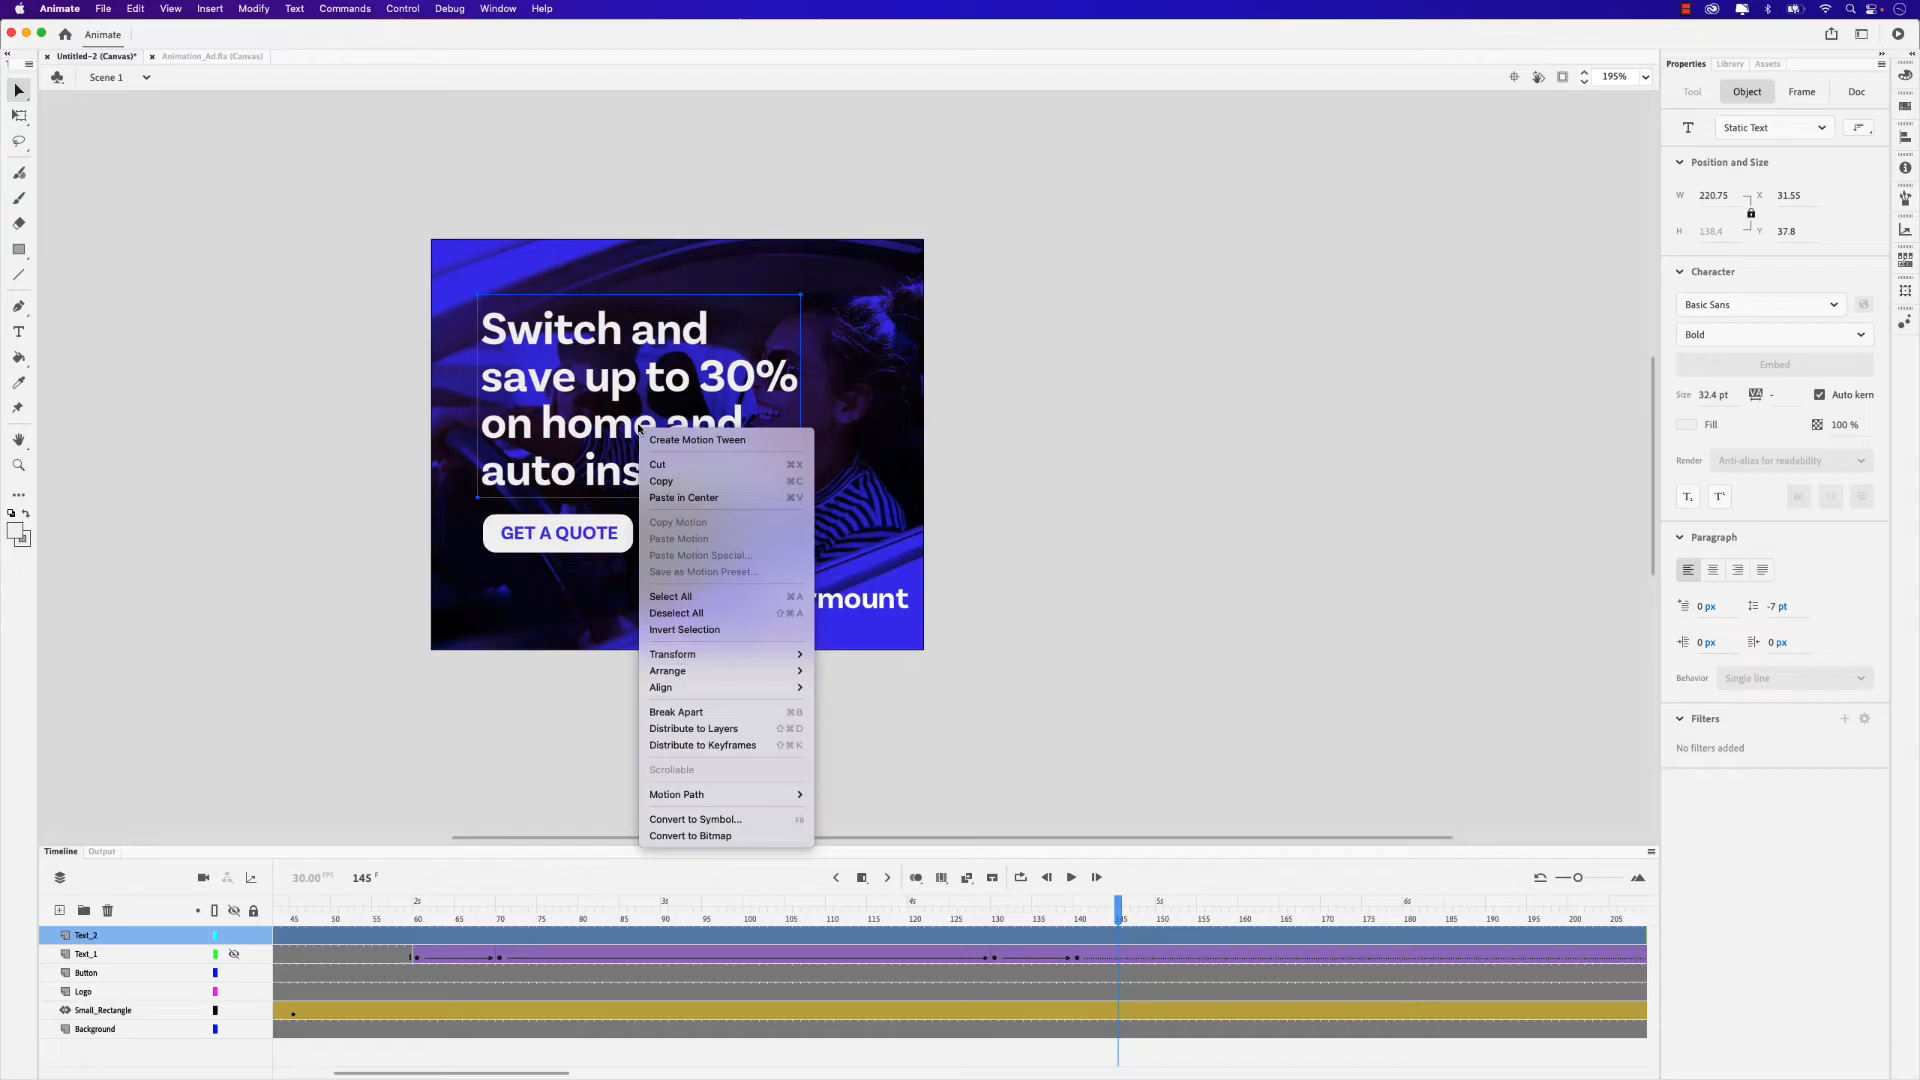 Animate File Edit View Insert Modify Text Commands Control Debug Window Help
Animate
Untitled-2 (Canvas)* Animation_Ad.fla (Canvas)
Scene 1 195%
Properties Library Assets
Tool Object Frame Doc
Static Text
Position and Size
W 220.75 X 31.55
H 138.4 Y 37.8
Character
Basic Sans
Bold
Embed
Size 32.4 pt - Auto kern
Fill 100 %
Render Anti-alias for readability
Paragraph
0 px -7 pt
0 px 0 px
Behavior Single line
Filters
No filters added
Switch and
save up to 30%
on home and
auto ins
GET A QUOTE
rmount
Create Motion Tween
Cut ⌘X
Copy ⌘C
Paste in Center ⌘V
Copy Motion
Paste Motion
Paste Motion Special...
Save as Motion Preset...
Select All ⌘A
Deselect All ⇧⌘A
Invert Selection
Transform
Arrange
Align
Break Apart ⌘B
Distribute to Layers ⇧⌘D
Distribute to Keyframes ⇧⌘K
Scrollable
Motion Path
Convert to Symbol... F8
Convert to Bitmap
Timeline Output
30.00 FPS 145 F
2s 3s 4s 5s 6s
45 50 55 60 65 70 75 80 85 90 95 100 105 110 115 120 125 130 135 140 145 150 155 160 165 170 175 180 185 190 195 200 205
Text_2
Text_1
Button
Logo
Small_Rectangle
Background